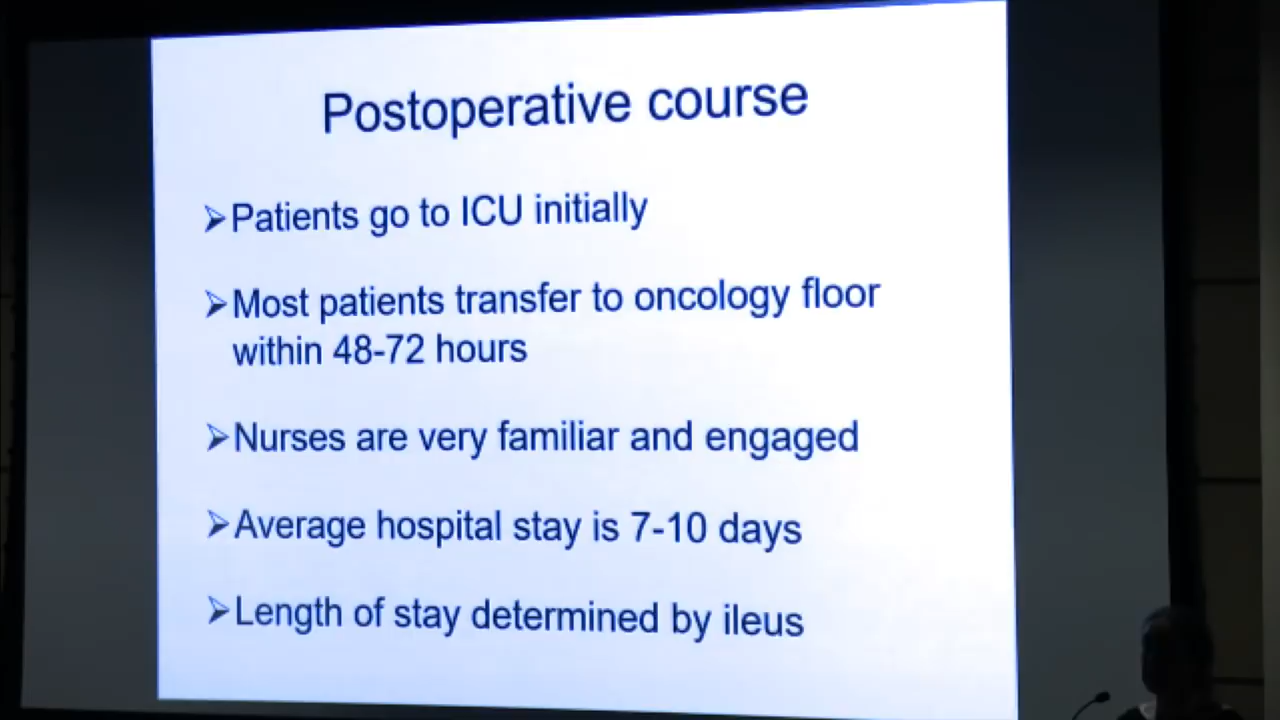 Postoperative course
➢Patients go to ICU initially
➢Most patients transfer to oncology floor
within 48-72 hours
➢Nurses are very familiar and engaged
➢Average hospital stay is 7-10 days
➢Length of stay determined by ileus